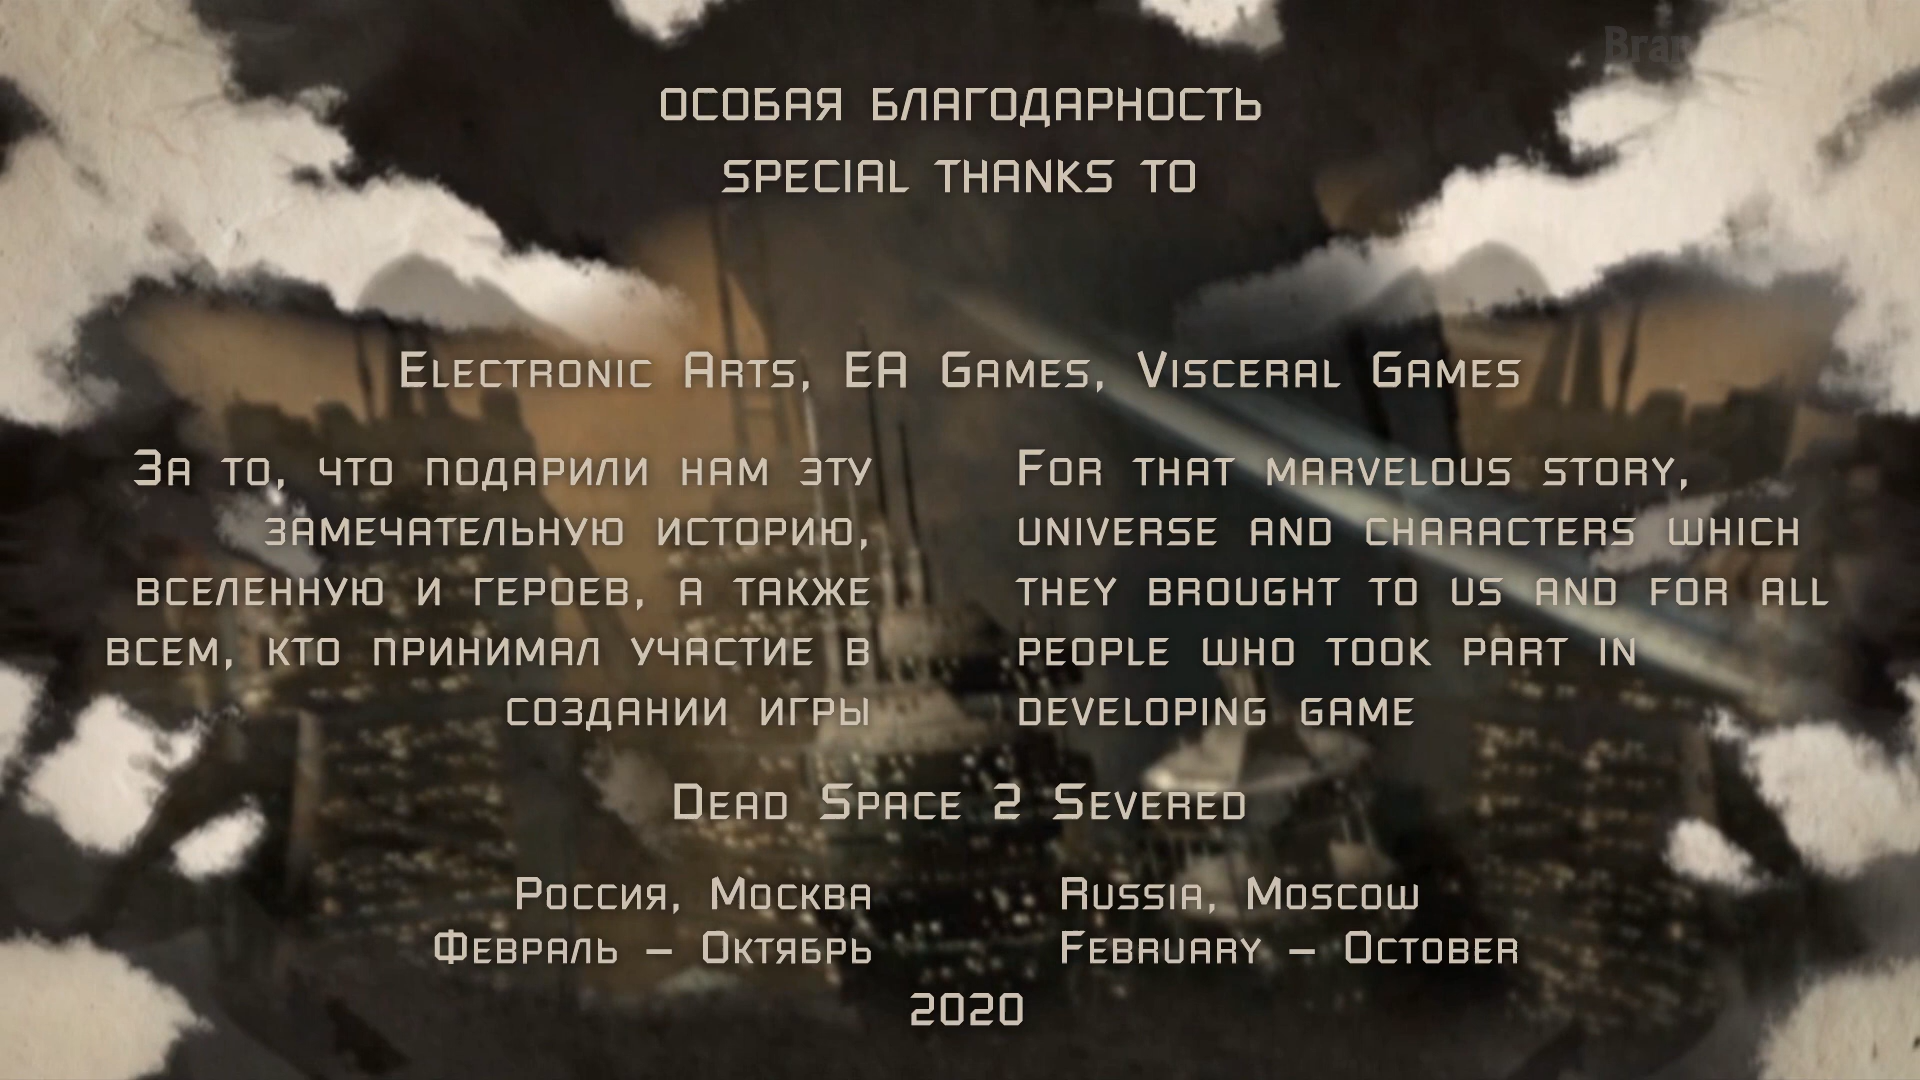 ОСОБАЯ БЛАГОДАРНОСТЬ
SPECIAL THANKS TO
Electronic Arts, EA Games, Visceral Games
За то, что подарили нам эту
замечательную историю,
вселенную и героев, а также
всем, кто принимал участие в
создании игры
For that marvelous story,
universe and characters which
they brought to us and for all
people who took part in
developing game
Dead Space 2 Severed
Россия, Москва
Февраль – Октябрь
Russia, Moscow
February – October
2020